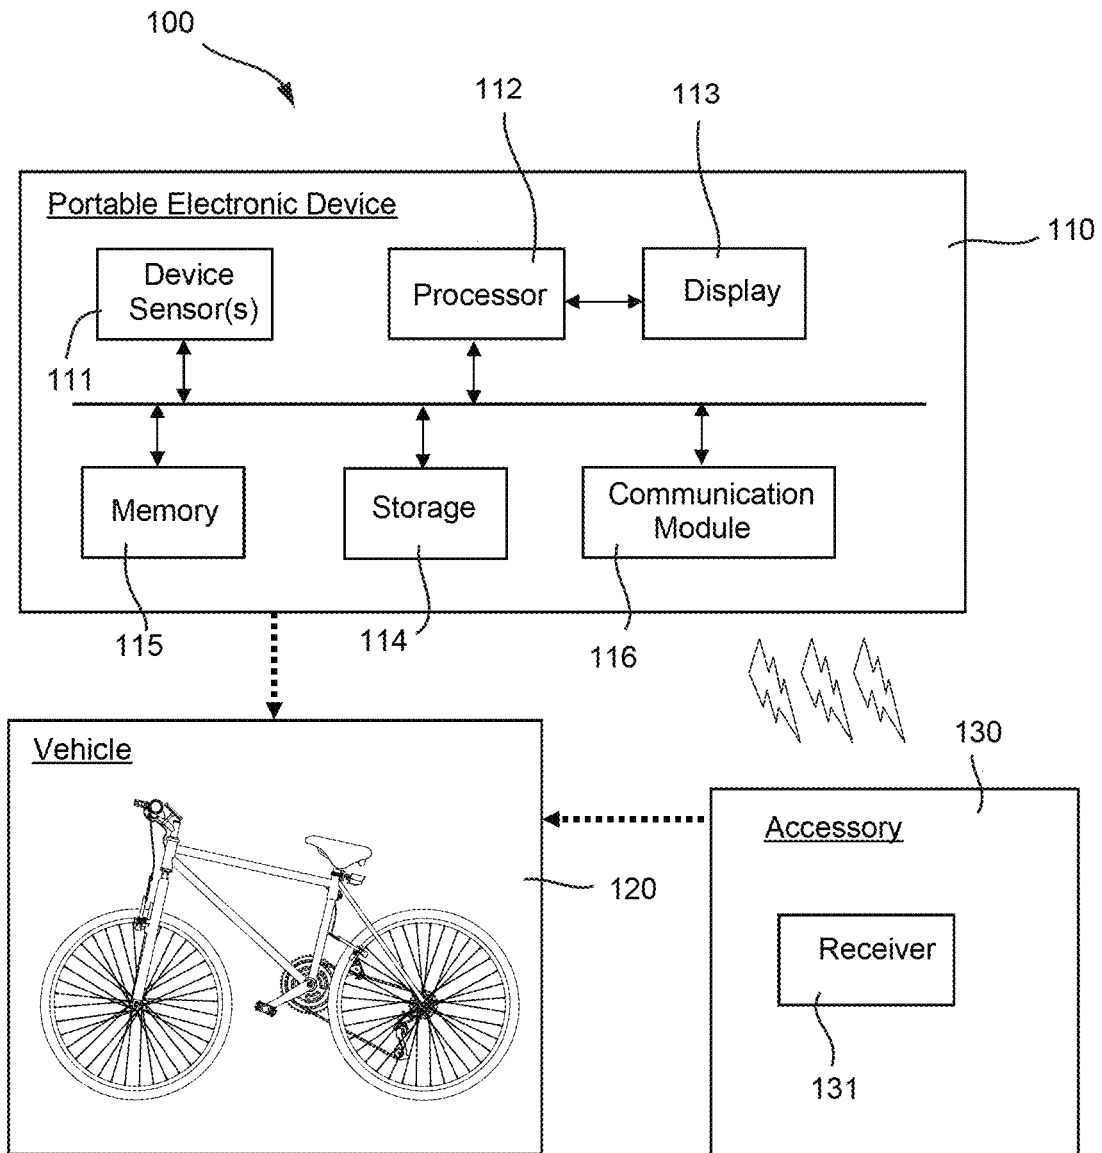 100
112
113
Portable Electronic Device
110
Device
Sensor(s)
Processor
Display
111
Memory
Storage
Communication
Module
115
114
116
130
Vehicle
Accessory
120
Receiver
131